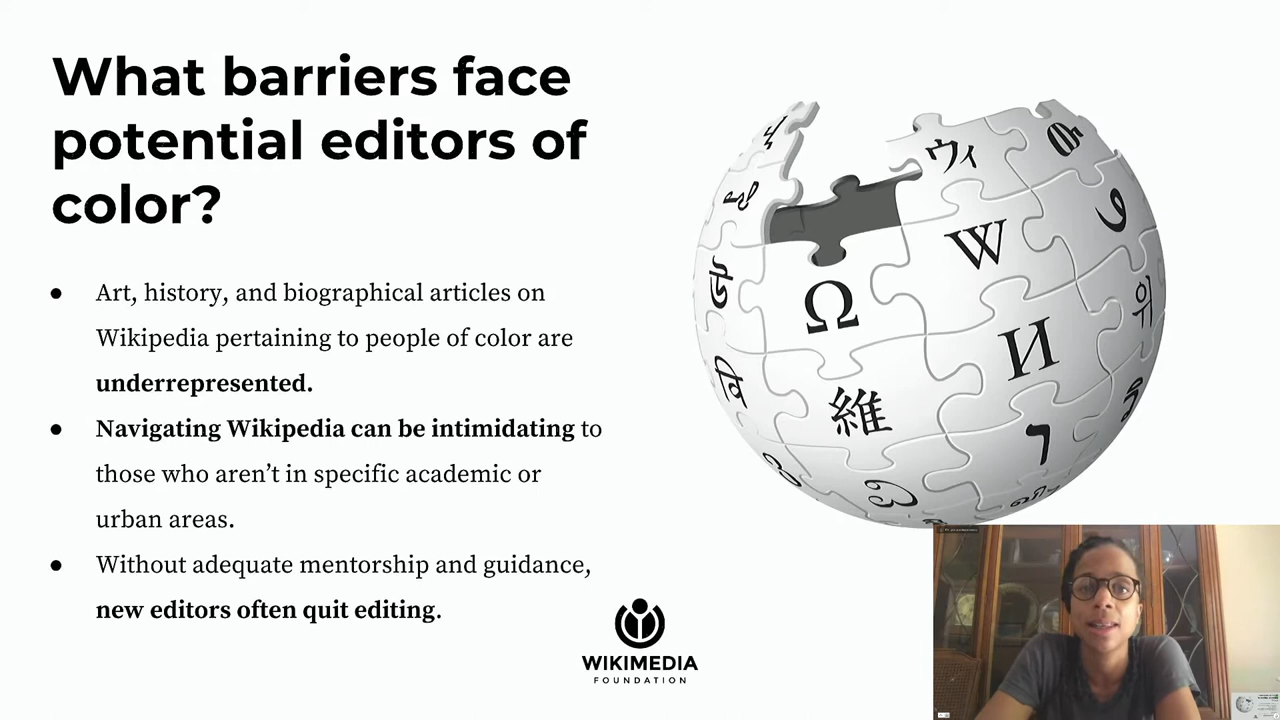 What barriers face
potential editors of
color?
● Art, history, and biographical articles on
Wikipedia pertaining to people of color are
underrepresented.
● Navigating Wikipedia can be intimidating to
those who aren’t in specific academic or
urban areas.
● Without adequate mentorship and guidance,
new editors often quit editing.
ウィ
W
Ω
И
위
維
वि
WIKIMEDIA
FOUNDATION